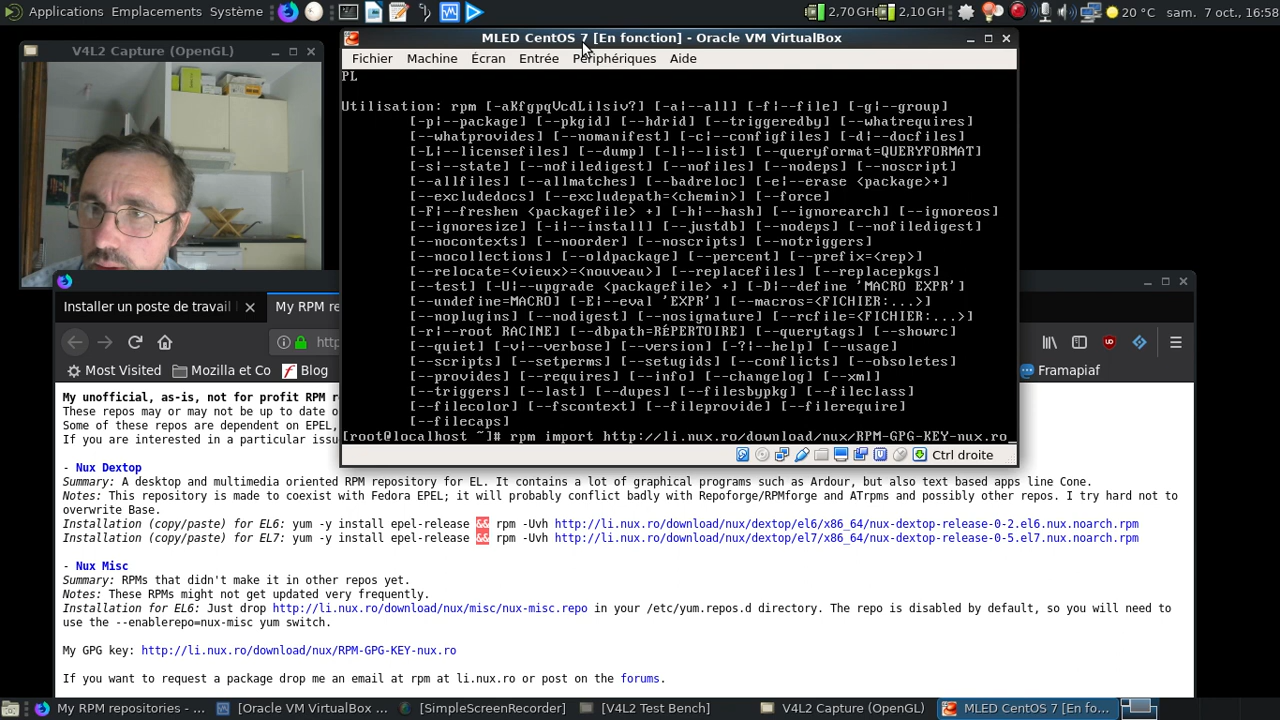 Applications Emplacements Système 2,70 GH 2,10 GH 20 °C sam. 7 oct., 16:58
V4L2 Capture (OpenGL)
MLED CentOS 7 [En fonction] - Oracle VM VirtualBox
Fichier Machine Écran Entrée Périphériques Aide
PL
Utilisation: rpm [-aKfgpqVcdLilsiv?] [-a|--all] [-f|--file] [-g|--group]
[-p|--package] [--pkgid] [--hdrid] [--triggeredby] [--whatrequires]
[--whatprovides] [--nomanifest] [-c|--configfiles] [-d|--docfiles]
[-L|--licensefiles] [--dump] [-l|--list] [--queryformat=QUERYFORMAT]
[-s|--state] [--nofiledigest] [--nofiles] [--nodeps] [--noscript]
[--allfiles] [--allmatches] [--badreloc] [-e|--erase <package>+]
[--excludedocs] [--excludepath=<chemin>] [--force]
[-F|--freshen <packagefile> +] [-h|--hash] [--ignorearch] [--ignoreos]
[--ignoresize] [-i|--install] [--justdb] [--nodeps] [--nofiledigest]
[--nocontexts] [--noorder] [--noscripts] [--notriggers]
[--nocollections] [--oldpackage] [--percent] [--prefix=<rep>]
[--relocate=<vieux>=<nouveau>] [--replacefiles] [--replacepkgs]
[--test] [-U|--upgrade <packagefile> +] [-D|--define 'MACRO EXPR']
[--undefine=MACRO] [-E|--eval 'EXPR'] [--macros=<FICHIER:...>]
[--noplugins] [--nodigest] [--nosignature] [--rcfile=<FICHIER:...>]
[-r|--root RACINE] [--dbpath=RÉPERTOIRE] [--querytags] [--showrc]
[--quiet] [-v|--verbose] [--version] [-?|--help] [--usage]
[--scripts] [--setperms] [--setugids] [--conflicts] [--obsoletes]
[--provides] [--requires] [--info] [--changelog] [--xml]
[--triggers] [--last] [--dupes] [--filesbypkg] [--fileclass]
[--filecolor] [--fscontext] [--fileprovide] [--filerequire]
[--filecaps]
[root@localhost ~]# rpm import http://li.nux.ro/download/nux/RPM-GPG-KEY-nux.ro_
Ctrl droite
Installer un poste de travail My RPM re
http
Most Visited Mozilla et Co Blog Framapiaf
My unofficial, as-is, not for profit RPM r
These repos may or may not be up to date o
Some of these repos are dependent on EPEL,
If you are interested in a particular issu
- Nux Dextop
Summary: A desktop and multimedia oriented RPM repository for EL. It contains a lot of graphical programs such as Ardour, but also text based apps line Cone.
Notes: This repository is made to coexist with Fedora EPEL; it will probably conflict badly with Repoforge/RPMforge and ATrpms and possibly other repos. I try hard not to
overwrite Base.
Installation (copy/paste) for EL6: yum -y install epel-release && rpm -Uvh http://li.nux.ro/download/nux/dextop/el6/x86_64/nux-dextop-release-0-2.el6.nux.noarch.rpm
Installation (copy/paste) for EL7: yum -y install epel-release && rpm -Uvh http://li.nux.ro/download/nux/dextop/el7/x86_64/nux-dextop-release-0-5.el7.nux.noarch.rpm
- Nux Misc
Summary: RPMs that didn't make it in other repos yet.
Notes: These RPMs might not get updated very frequently.
Installation for EL6: Just drop http://li.nux.ro/download/nux/misc/nux-misc.repo in your /etc/yum.repos.d directory. The repo is disabled by default, so you will need to
use the --enablerepo=nux-misc yum switch.
My GPG key: http://li.nux.ro/download/nux/RPM-GPG-KEY-nux.ro
If you want to request a package drop me an email at rpm at li.nux.ro or post on the forums.
My RPM repositories - ... [Oracle VM VirtualBox ... [SimpleScreenRecorder] [V4L2 Test Bench] V4L2 Capture (OpenGL) MLED CentOS 7 [En fo...